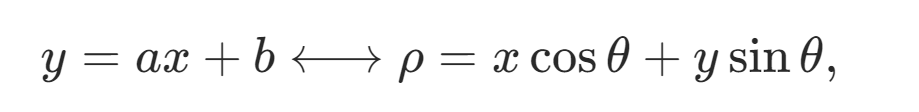 y = ax + b ⟷ ρ = x cos θ + y sin θ,